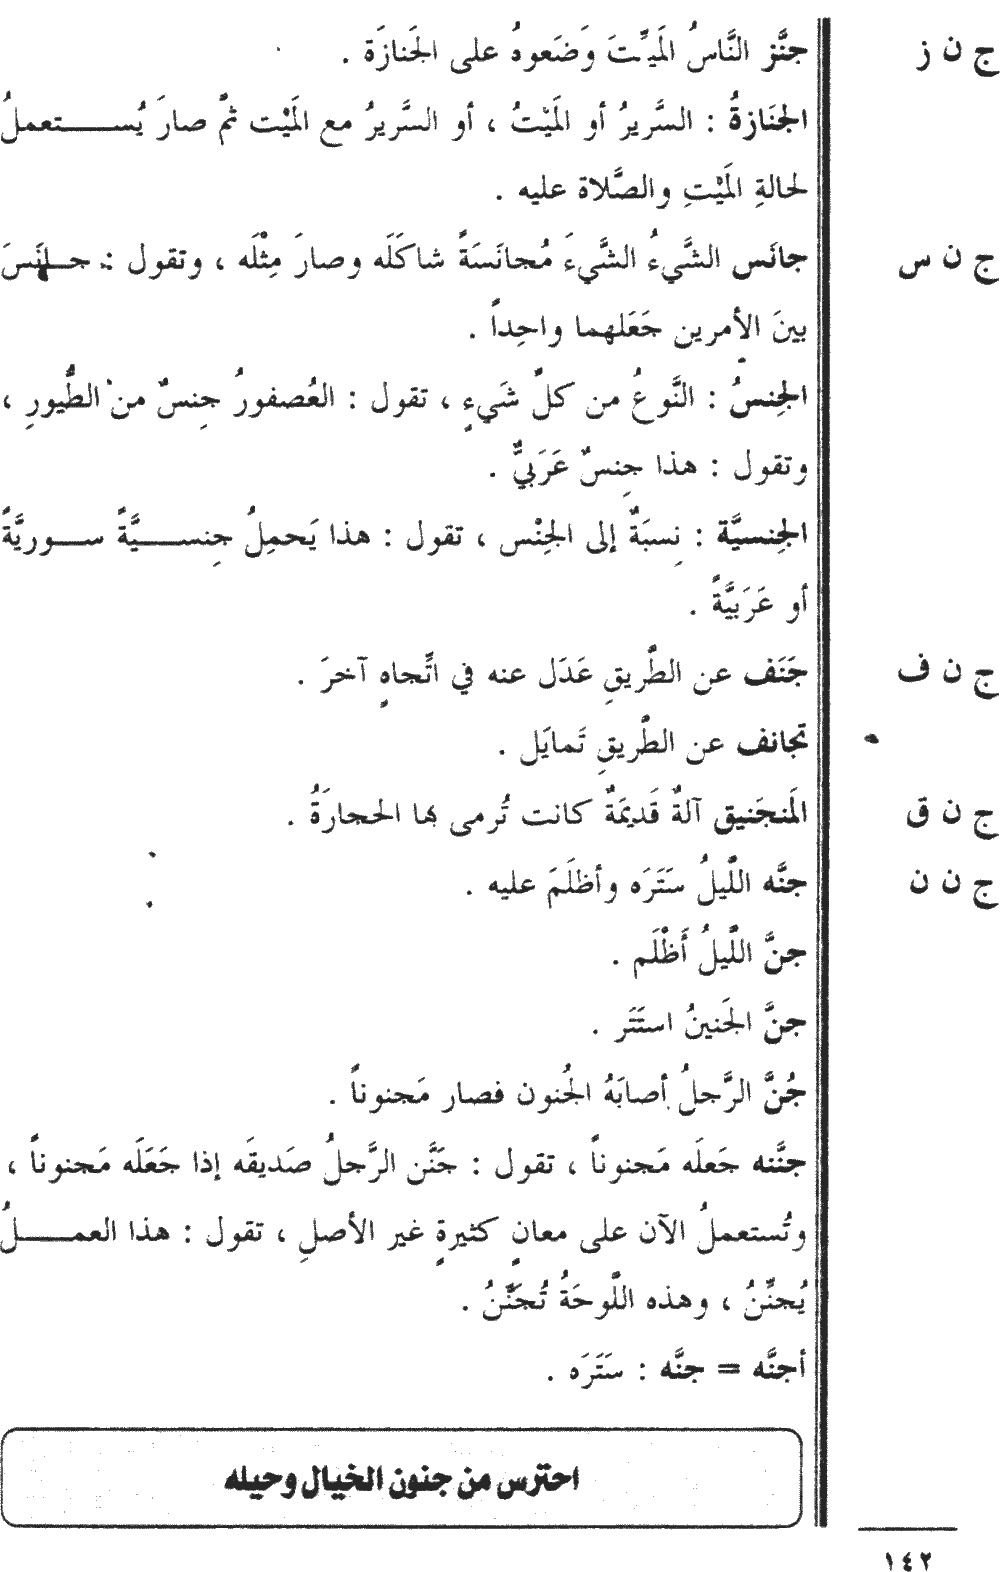 ج ن ز جنَّز النَّاسُ المَيِّتَ وَضَعوهُ على الجَنازَة .
الجَنَازةُ : السَّريرُ أو المَيْتُ ، أو السَّريرُ مع المَيْت ثمَّ صارَ يُستعملُ
لحالةِ المَيْتِ والصَّلاة عليه .
ج ن س جانَس الشَّيءُ الشَّيءَ مُجانَسَةً شاكَلَه وصارَ مِثْلَه ، وتقول : جانَسَ
بينَ الأمرين جَعَلهما واحِداً .
الجِنسُ : النَّوعُ من كلِّ شَيءٍ ، تقول : العُصفورُ جِنسٌ من الطُّيورِ ،
وتقول : هذا جِنسٌ عَرَبيٌّ .
الجِنسيَّة : نِسبَةٌ إلى الجِنْس ، تقول : هذا يَحمِلُ جِنسيَّةً سوريَّةً
أو عَرَبيَّةً .
ج ن ف جَنَف عن الطَّريقِ عَدَل عنه في اتِّجاهٍ آخرَ .
تجانف عن الطَّريقِ تَمايَل .
ج ن ق المَنجَنيق آلةٌ قَديمَةٌ كانت تُرمى بها الحجارَةُ .
ج ن ن جنَّه اللَّيلُ سَتَرَه وأظلَمَ عليه .
جنَّ اللَّيلُ أَظْلَم .
جنَّ الجَنينُ استَتَر .
جُنَّ الرَّجلُ أصابَهُ الجُنون فصار مَجنوناً .
جنَّنه جَعلَه مَجنوناً ، تقول : جَنَّن الرَّجلُ صَديقَه إذا جَعَلَه مَجنوناً ،
وتُستعملُ الآن على معانٍ كثيرةٍ غير الأصلِ ، تقول : هذا العملُ
يُجنِّنُ ، وهذه اللَّوحَةُ تُجَنِّنُ .
أجنَّه = جنَّه : سَتَرَه .
احترس من جنون الخيال وحيله
١٤٢